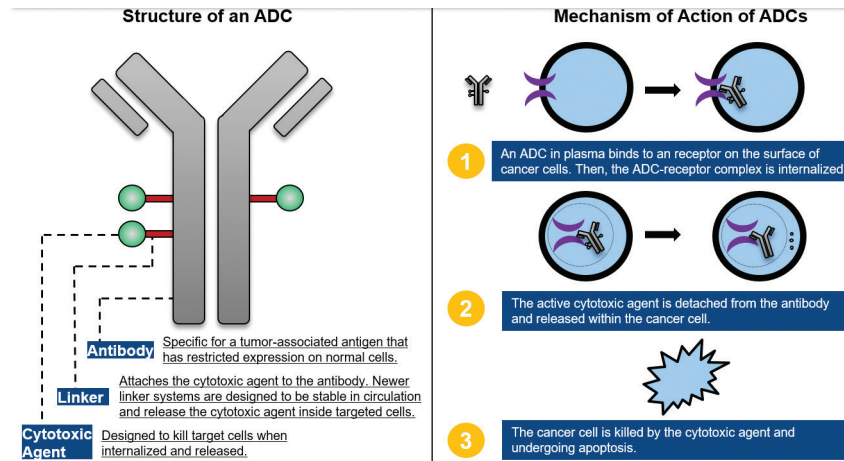 Structure of an ADC
Antibody
Specific for a tumor-associated antigen that
has restricted expression on normal cells.
Linker
Attaches the cytotoxic agent to the antibody. Newer
linker systems are designed to be stable in circulation
and release the cytotoxic agent inside targeted cells.
Cytotoxic
Agent
Designed to kill target cells when
internalized and released.
Mechanism of Action of ADCs
1
An ADC in plasma binds to an receptor on the surface of
cancer cells. Then, the ADC-receptor complex is internalized
2
The active cytotoxic agent is detached from the antibody
and released within the cancer cell.
3
The cancer cell is killed by the cytotoxic agent and
undergoing apoptosis.